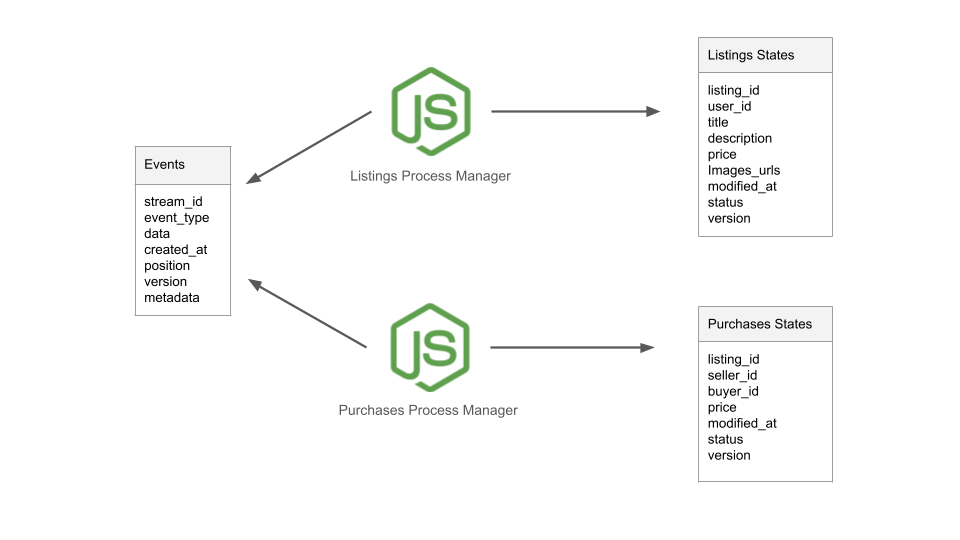 Events
stream_id
event_type
data
created_at
position
version
metadata
JS
Listings Process Manager
JS
Purchases Process Manager
Listings States
listing_id
user_id
title
description
price
Images_urls
modified_at
status
version
Purchases States
listing_id
seller_id
buyer_id
price
modified_at
status
version